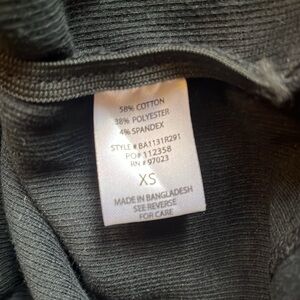 58% COTTON
38% POLYESTER
4% SPANDEX
STYLE # BA1131R291
PO # 112358
RN # 97023
XS
MADE IN BANGLADESH
SEE REVERSE
FOR CARE